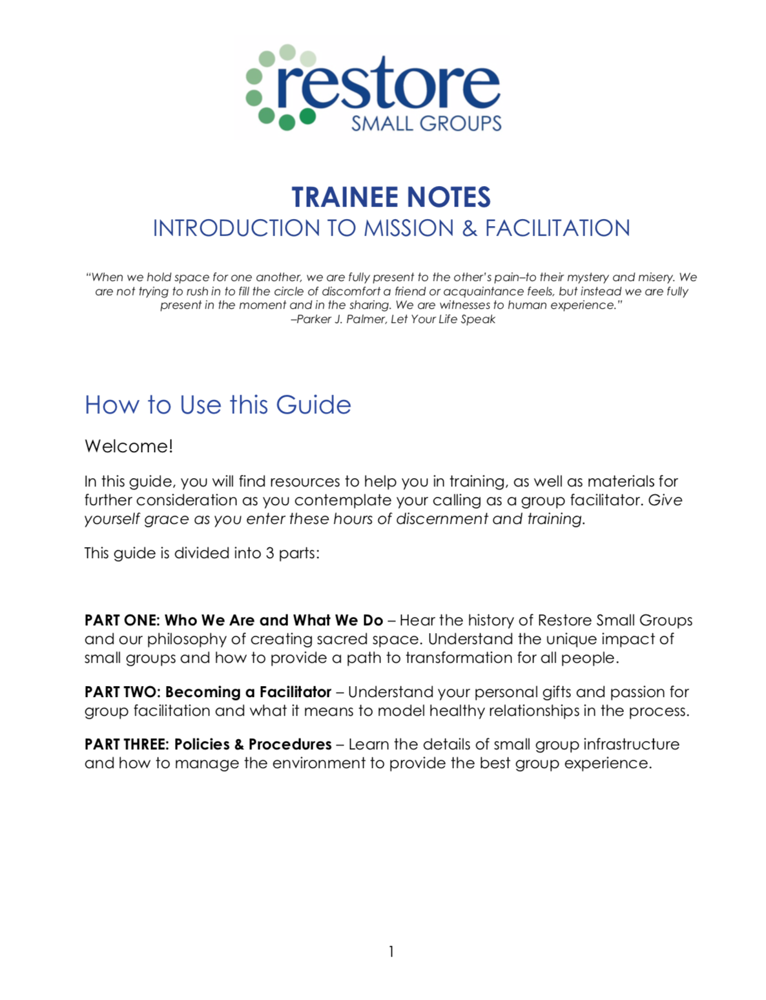 restore
SMALL GROUPS
TRAINEE NOTES
INTRODUCTION TO MISSION & FACILITATION
“When we hold space for one another, we are fully present to the other’s pain–to their mystery and misery. We
are not trying to rush in to fill the circle of discomfort a friend or acquaintance feels, but instead we are fully
present in the moment and in the sharing. We are witnesses to human experience.”
–Parker J. Palmer, Let Your Life Speak
How to Use this Guide
Welcome!
In this guide, you will find resources to help you in training, as well as materials for
further consideration as you contemplate your calling as a group facilitator. Give
yourself grace as you enter these hours of discernment and training.
This guide is divided into 3 parts:
PART ONE: Who We Are and What We Do – Hear the history of Restore Small Groups
and our philosophy of creating sacred space. Understand the unique impact of
small groups and how to provide a path to transformation for all people.
PART TWO: Becoming a Facilitator – Understand your personal gifts and passion for
group facilitation and what it means to model healthy relationships in the process.
PART THREE: Policies & Procedures – Learn the details of small group infrastructure
and how to manage the environment to provide the best group experience.
1